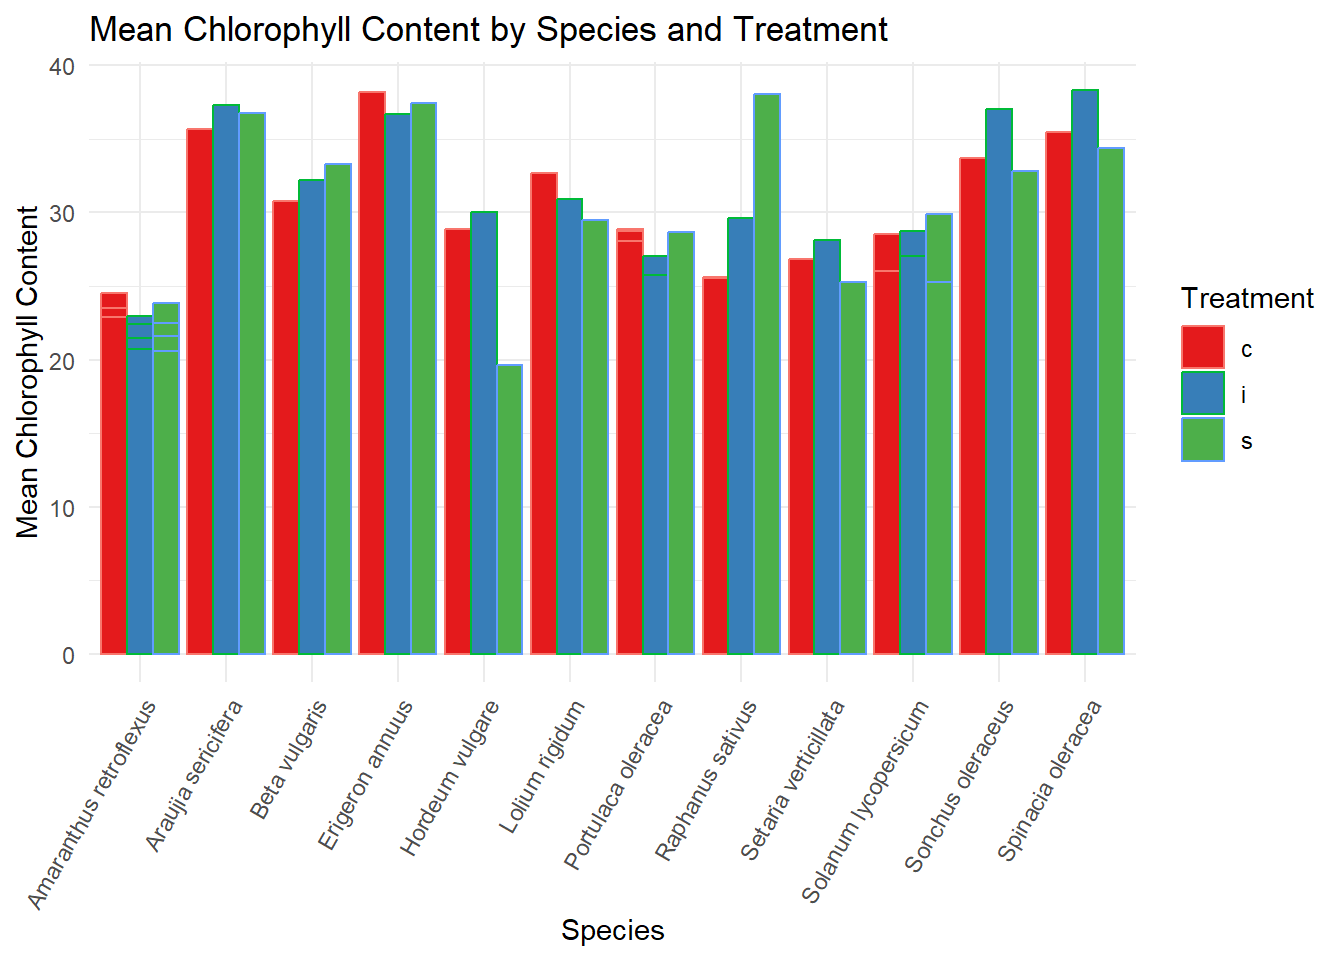 Mean Chlorophyll Content by Species and Treatment
Mean Chlorophyll Content
40
30
20
10
0
Amaranthus retroflexus
Araujia sericifera
Beta vulgaris
Erigeron annuus
Hordeum vulgare
Lolium rigidum
Portulaca oleracea
Raphanus sativus
Setaria verticillata
Solanum lycopersicum
Sonchus oleraceus
Spinacia oleracea
Species
Treatment
c
i
s